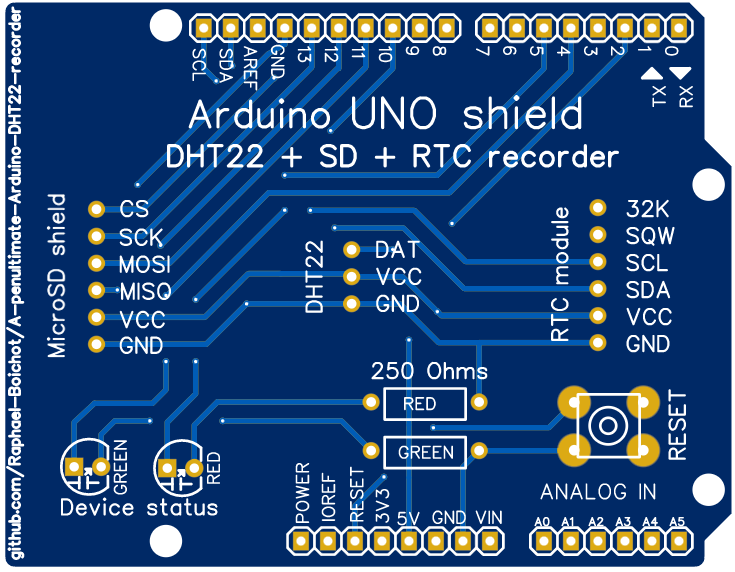 github.com/Raphael-Boichot/A-penultimate-Arduino-DHT22-recorder
SCL SDA AREF GND 13 12 11 10 9 8 7 6 5 4 3 2 1 0
TX RX
Arduino UNO shield
DHT22 + SD + RTC recorder
MicroSD shield
CS
SCK
MOSI
MISO
VCC
GND
DHT22
DAT
VCC
GND
RTC module
32K
SQW
SCL
SDA
VCC
GND
250 Ohms
RED
GREEN
RESET
GREEN
RED
Device status
POWER IOREF RESET 3V3 5V GND VIN
ANALOG IN
A0 A1 A2 A3 A4 A5